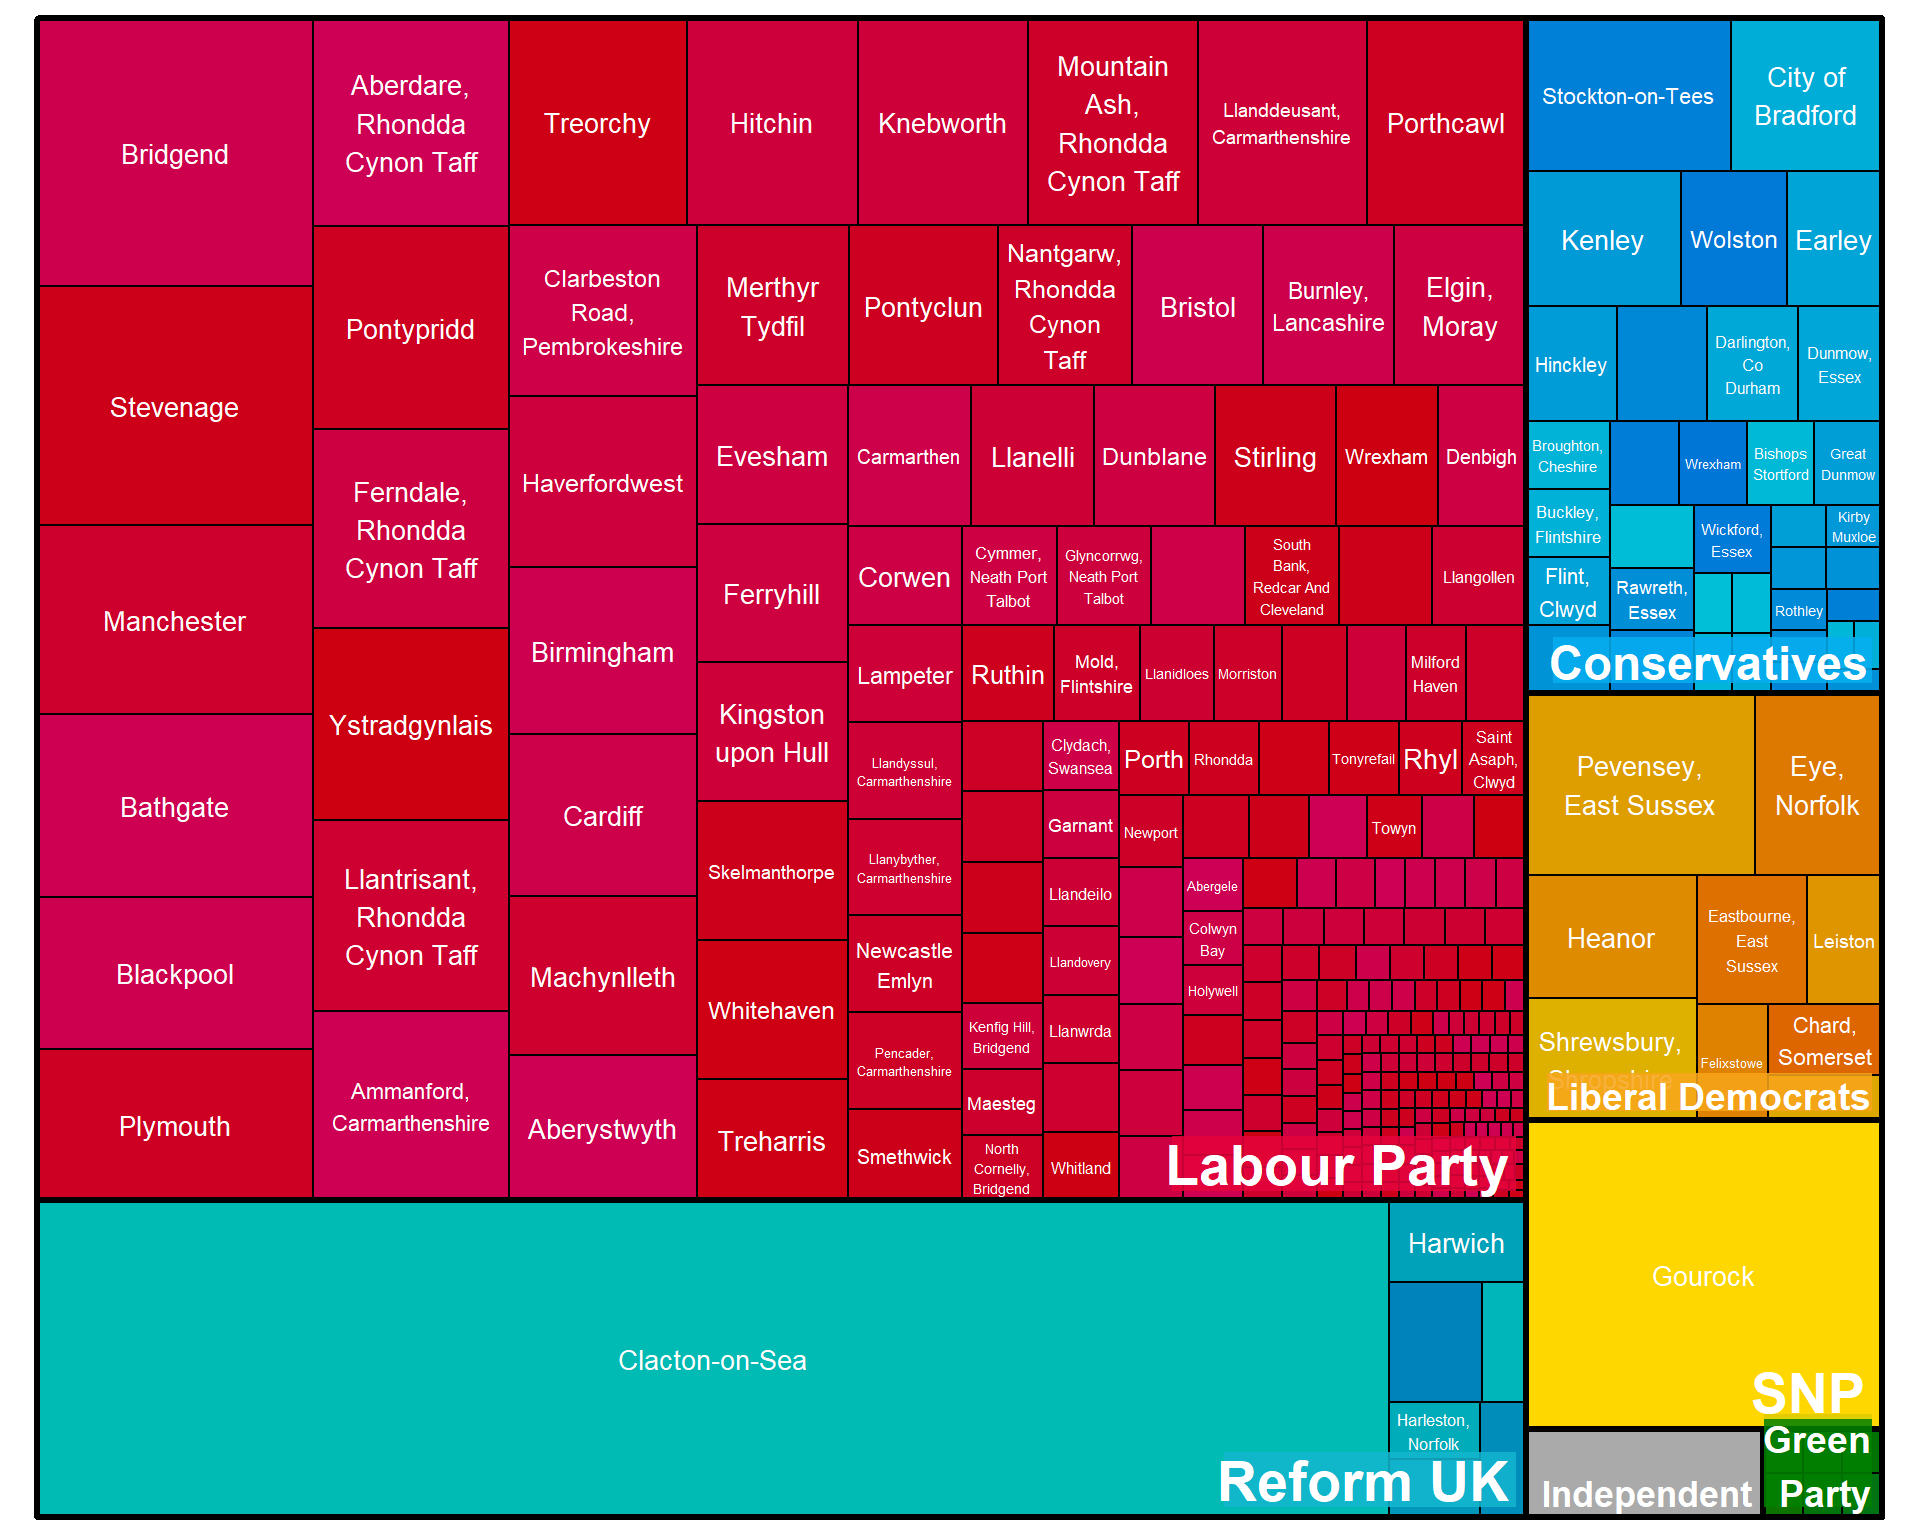 Bridgend
Stevenage
Manchester
Bathgate
Blackpool
Plymouth
Aberdare,
Rhondda
Cynon Taff
Pontypridd
Ferndale,
Rhondda
Cynon Taff
Ystradgynlais
Llantrisant,
Rhondda
Cynon Taff
Ammanford,
Carmarthenshire
Treorchy
Hitchin
Knebworth
Mountain
Ash,
Rhondda
Cynon Taff
Llanddeusant,
Carmarthenshire
Porthcawl
Clarbeston
Road,
Pembrokeshire
Haverfordwest
Birmingham
Cardiff
Machynlleth
Aberystwyth
Merthyr
Tydfil
Pontyclun
Nantgarw,
Rhondda
Cynon
Taff
Bristol
Burnley,
Lancashire
Elgin,
Moray
Evesham
Ferryhill
Kingston
upon Hull
Skelmanthorpe
Whitehaven
Treharris
Carmarthen
Llanelli
Dunblane
Stirling
Wrexham
Denbigh
Corwen
Lampeter
Llandyssul,
Carmarthenshire
Llanybyther,
Carmarthenshire
Newcastle
Emlyn
Pencader,
Carmarthenshire
Smethwick
Cymmer,
Neath Port
Talbot
Glyncorrwg,
Neath Port
Talbot
South
Bank,
Redcar And
Cleveland
Llangollen
Ruthin
Mold,
Flintshire
Llanidloes
Morriston
Milford
Haven
Kenfig Hill,
Bridgend
Maesteg
North
Cornelly,
Bridgend
Clydach,
Swansea
Garnant
Llandeilo
Llandovery
Llanwrda
Whitland
Porth
Rhondda
Tonyrefail
Rhyl
Saint
Asaph,
Clwyd
Newport
Towyn
Abergele
Colwyn
Bay
Holywell
Labour Party
Clacton-on-Sea
Harwich
Harleston,
Norfolk
Reform UK
Stockton-on-Tees
City of
Bradford
Kenley
Wolston
Earley
Hinckley
Darlington,
Co
Durham
Dunmow,
Essex
Broughton,
Cheshire
Buckley,
Flintshire
Flint,
Clwyd
Wrexham
Bishops
Stortford
Great
Dunmow
Wickford,
Essex
Kirby
Muxloe
Rawreth,
Essex
Rothley
Conservatives
Pevensey,
East Sussex
Eye,
Norfolk
Heanor
Eastbourne,
East
Sussex
Leiston
Shrewsbury,
Shropshire
Felixstowe
Chard,
Somerset
Liberal Democrats
Gourock
SNP
Independent
Green
Party